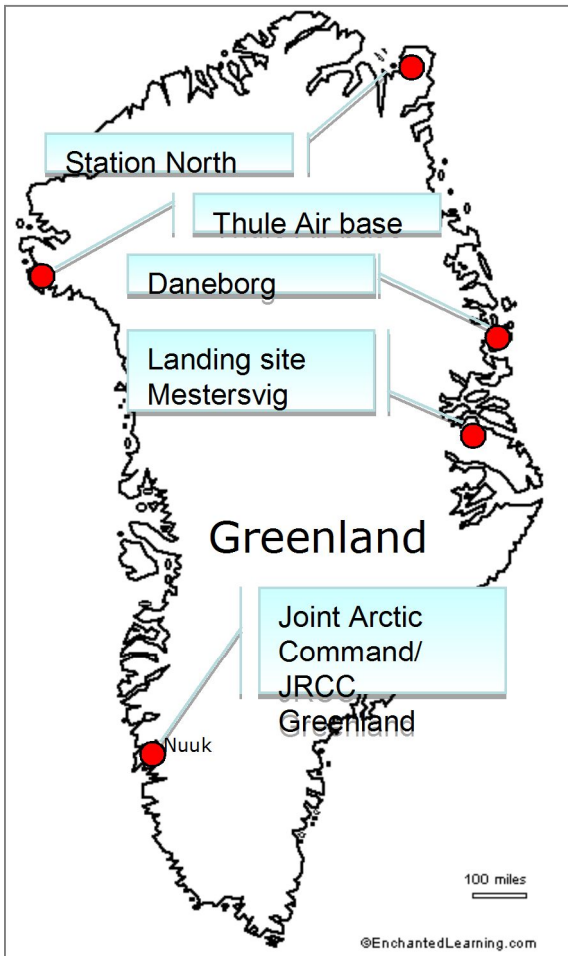 Station North
Thule Air base
Daneborg
Landing site
Mestersvig
Greenland
Joint Arctic
Command/
JRCC
Greenland
Nuuk
100 miles
©EnchantedLearning.com